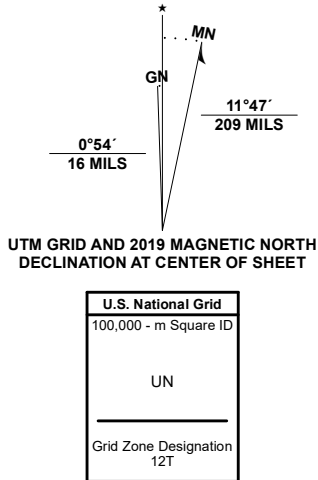 ★
MN
GN
11°47´
209 MILS
0°54´
16 MILS
UTM GRID AND 2019 MAGNETIC NORTH
DECLINATION AT CENTER OF SHEET
U.S. National Grid
100,000 - m Square ID
UN
Grid Zone Designation
12T